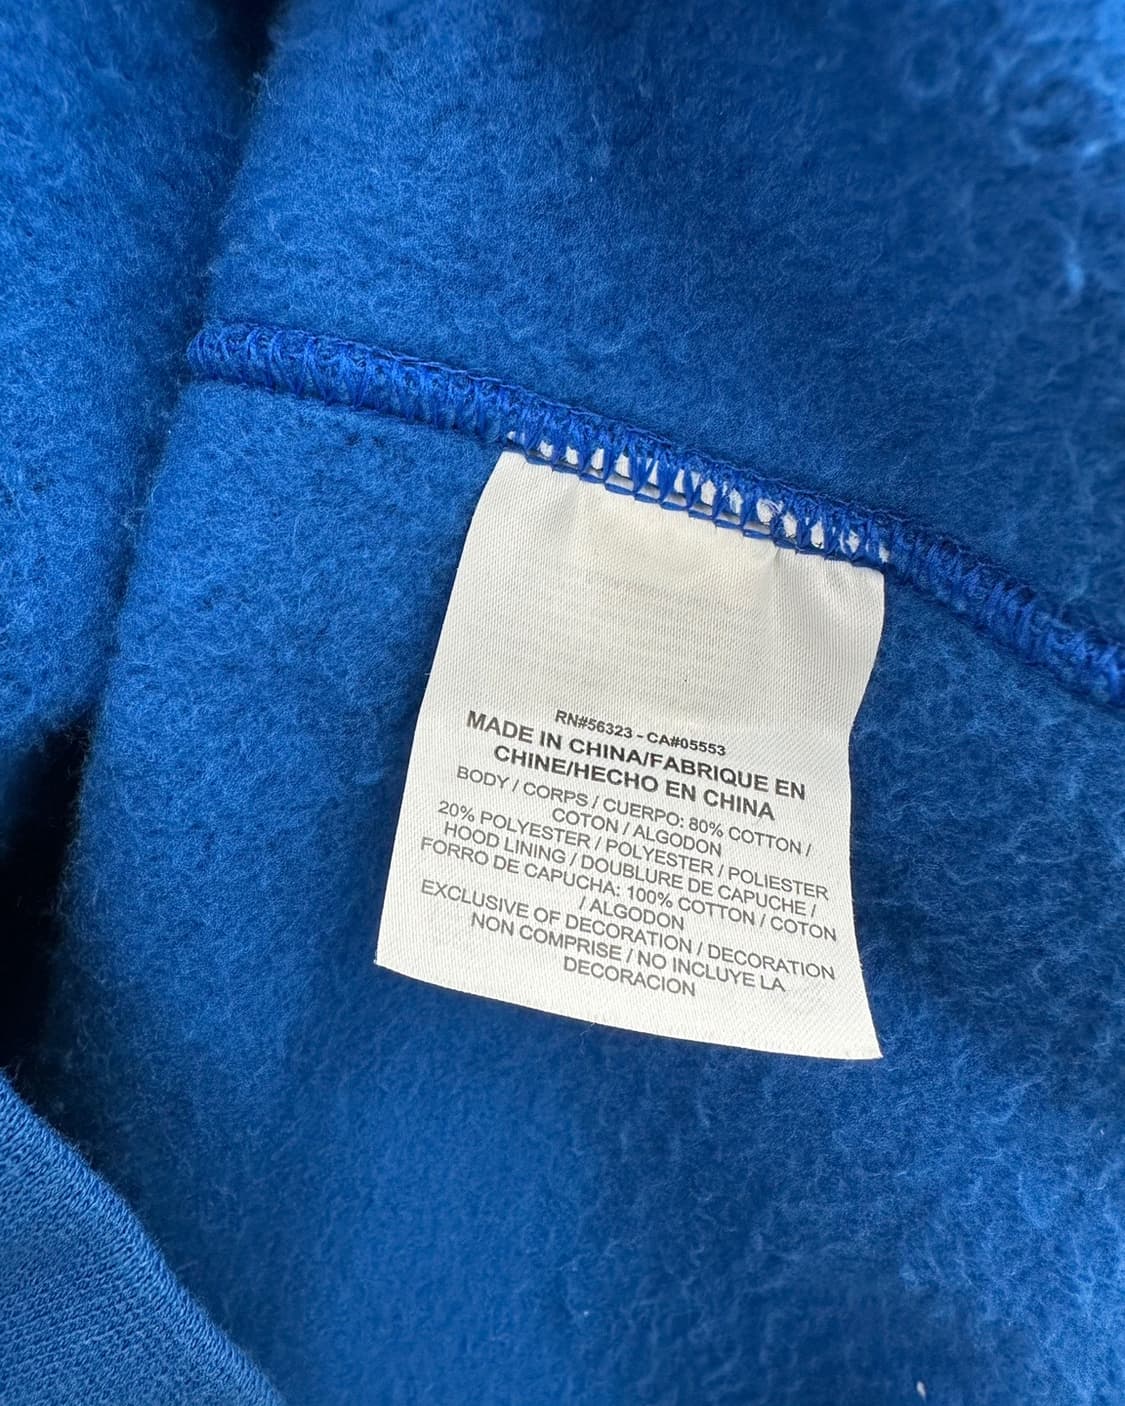 RN#56323 - CA#05553
MADE IN CHINA/FABRIQUE EN
CHINE/HECHO EN CHINA
BODY / CORPS / CUERPO: 80% COTTON /
COTON / ALGODON
20% POLYESTER / POLYESTER / POLIESTER
HOOD LINING / DOUBLURE DE CAPUCHE /
FORRO DE CAPUCHA: 100% COTTON / COTON
/ ALGODON
EXCLUSIVE OF DECORATION / DECORATION
NON COMPRISE / NO INCLUYE LA
DECORACION